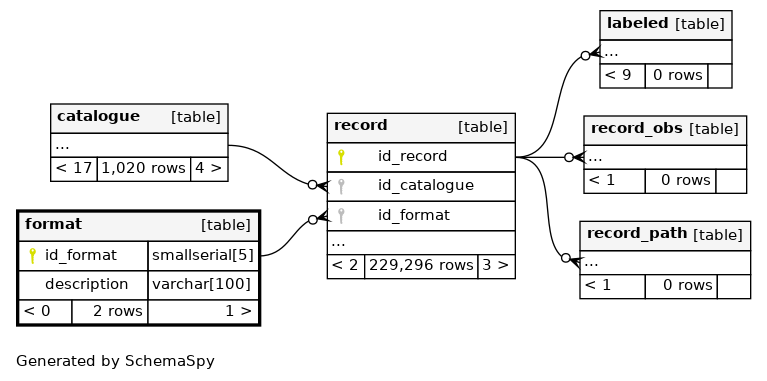 labeled [table]
...
< 9 0 rows
catalogue [table]
...
< 17 1,020 rows 4 >
record [table]
id_record
id_catalogue
id_format
...
< 2 229,296 rows 3 >
record_obs [table]
...
< 1 0 rows
format [table]
id_format smallserial[5]
description varchar[100]
< 0 2 rows 1 >
record_path [table]
...
< 1 0 rows
Generated by SchemaSpy